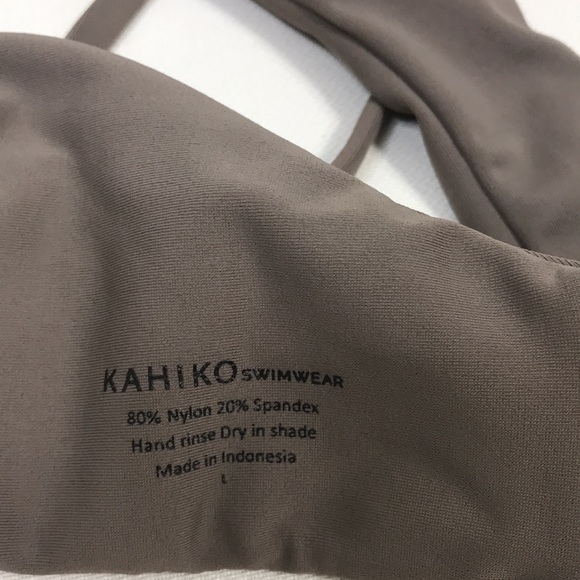 KAHIKO SWIMWEAR
80% Nylon 20% Spandex
Hand rinse Dry in shade
Made in Indonesia
L